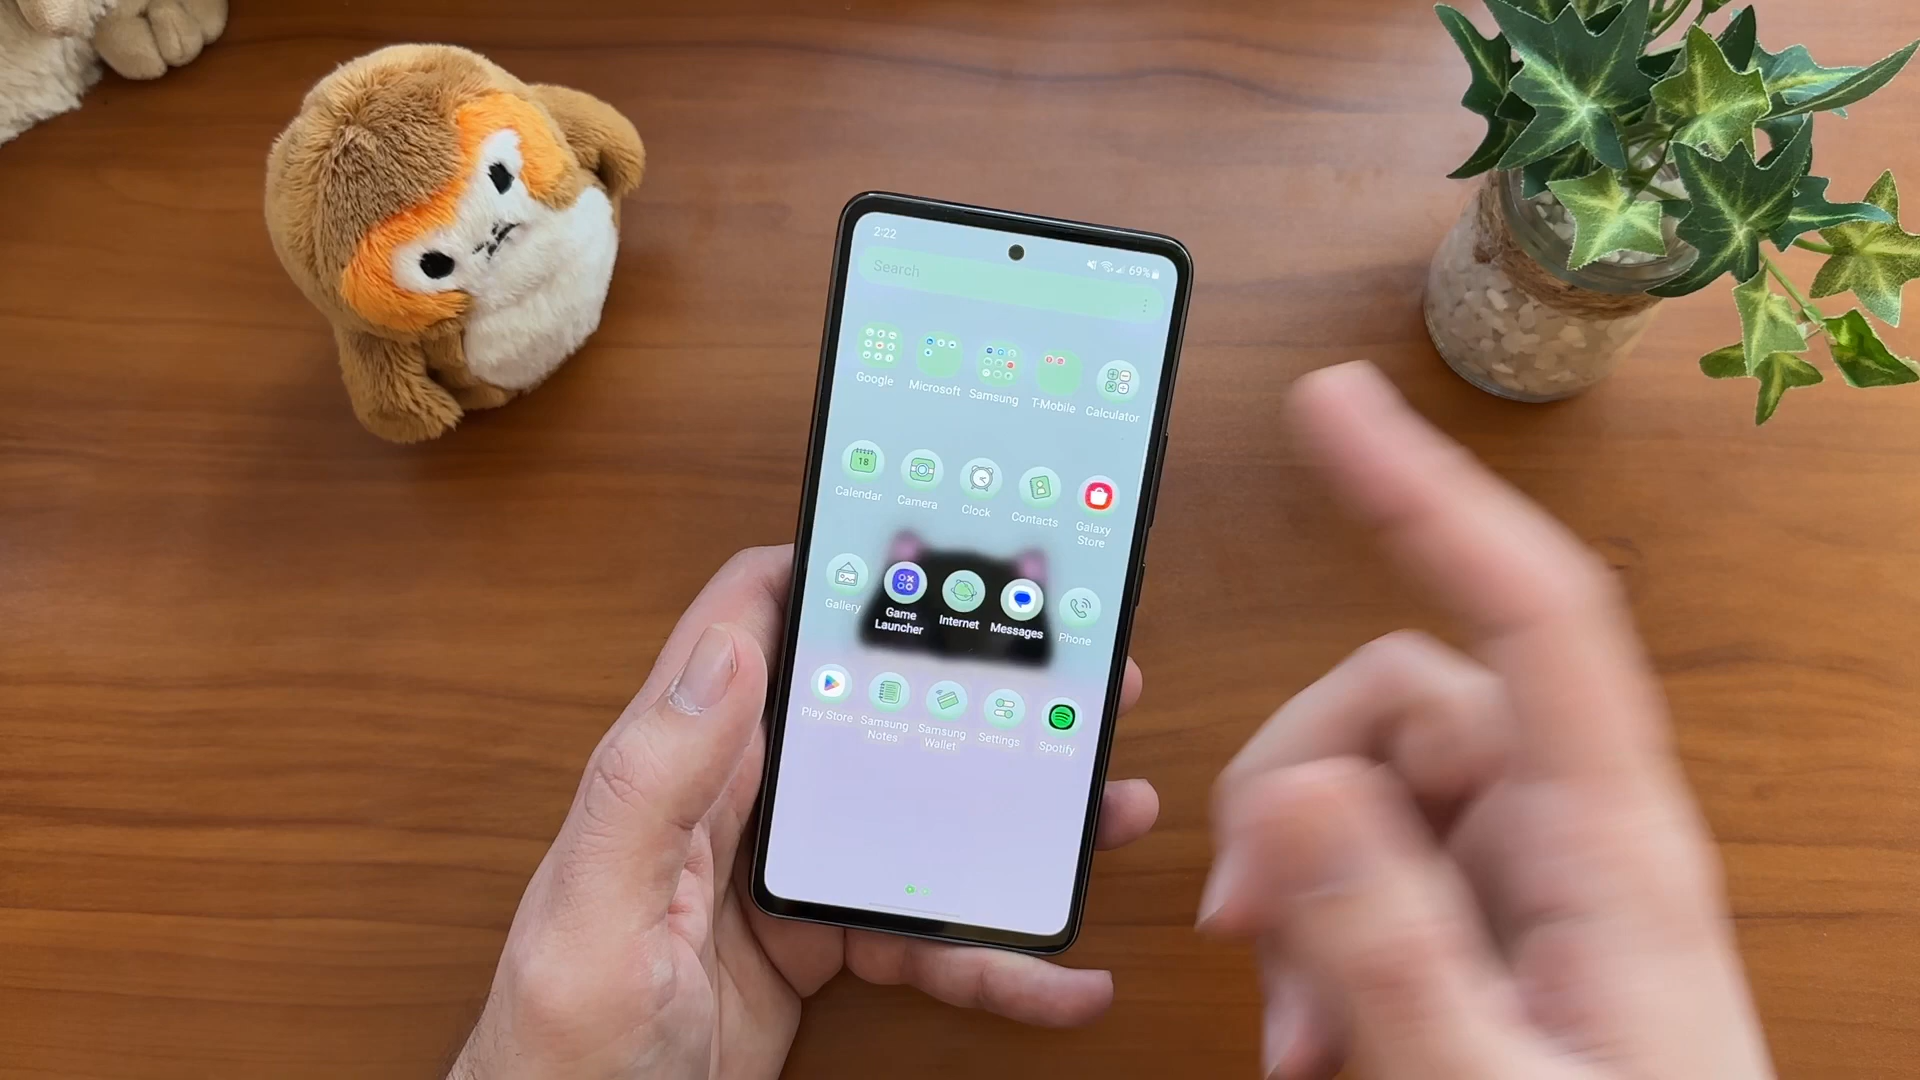 2:22
69%
Search
Google
Microsoft
Samsung
T-Mobile
Calculator
18
Calendar
Camera
Clock
Contacts
Galaxy
Store
Gallery
Game
Launcher
Internet
Messages
Phone
Play Store
Samsung
Notes
Samsung
Wallet
Settings
Spotify